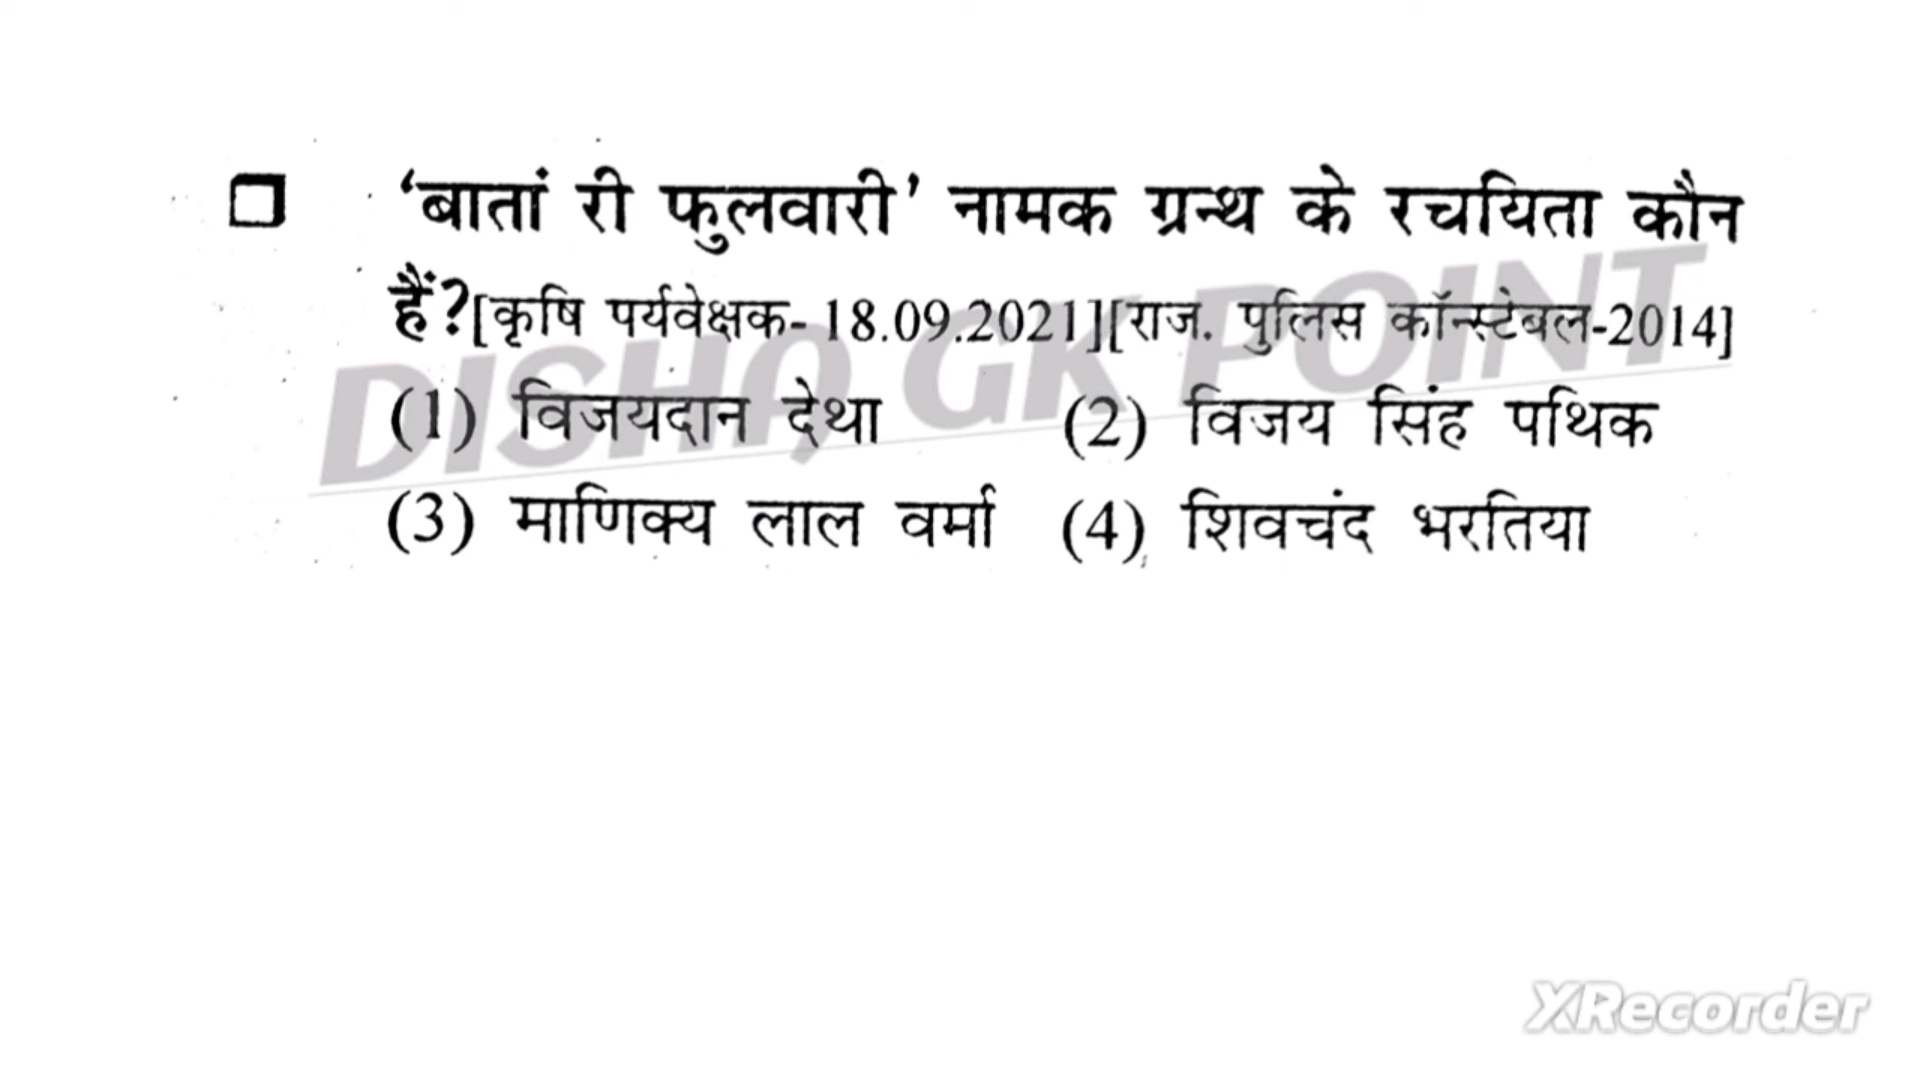 ☐ 'बातां री फुलवारी' नामक ग्रन्थ के रचयिता कौन
हैं?[कृषि पर्यवेक्षक- 18.09.2021][राज. पुलिस कॉन्स्टेबल-2014]
DISHA GK POINT
(1) विजयदान देथा (2) विजय सिंह पथिक
(3) माणिक्य लाल वर्मा (4) शिवचंद भरतिया
XRecorder